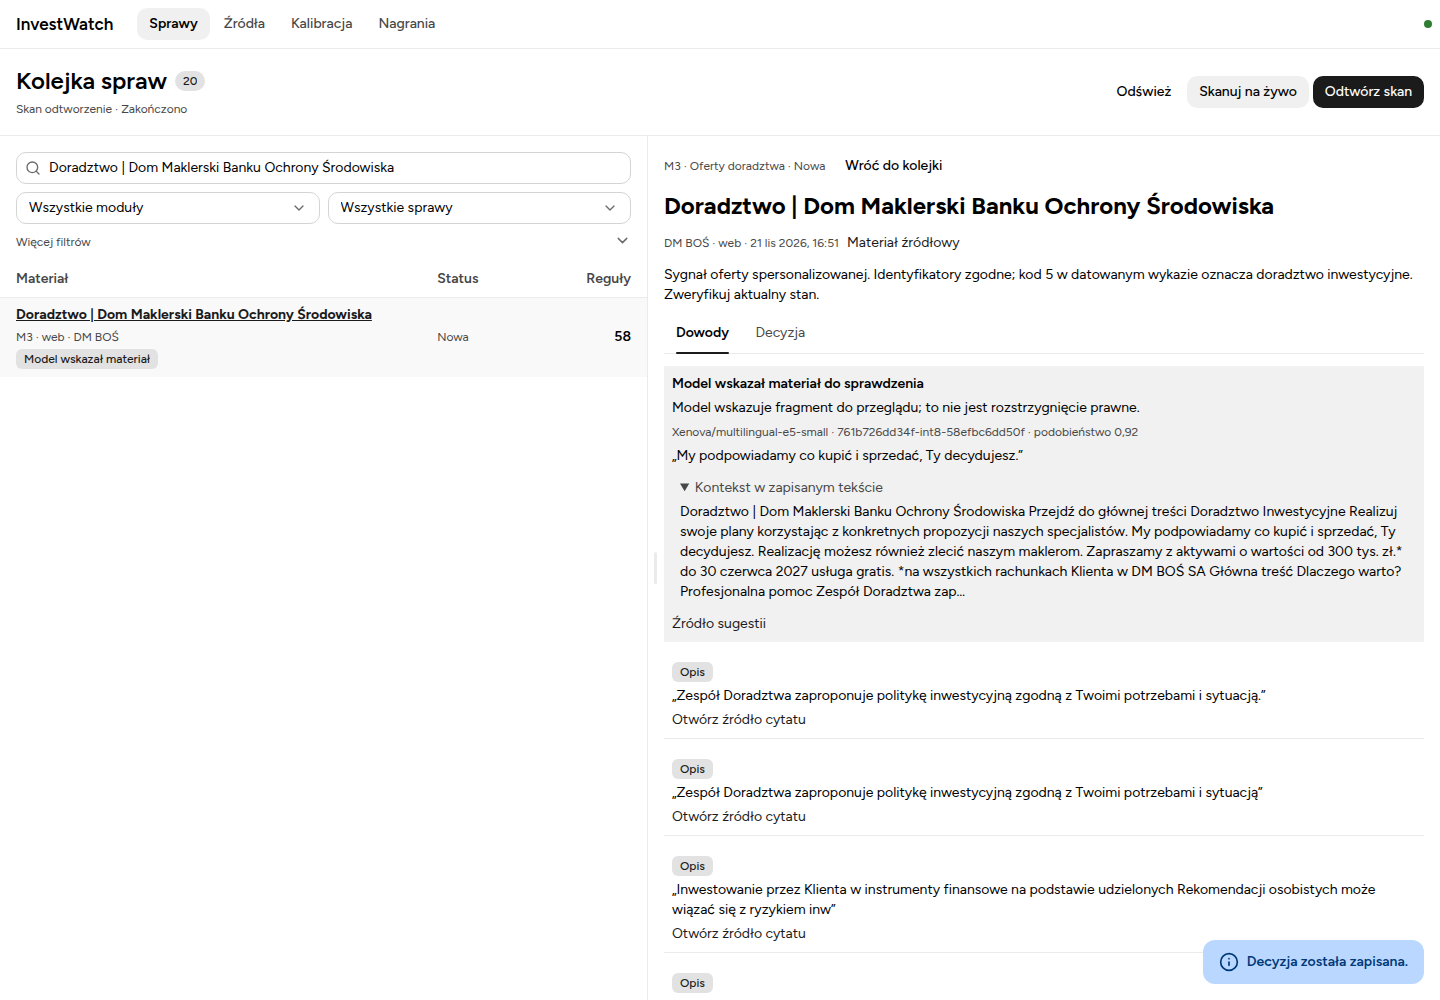 InvestWatch
Sprawy
Źródła
Kalibracja
Nagrania
Kolejka spraw 20
Skan odtworzenie · Zakończono
Odśwież
Skanuj na żywo
Odtwórz skan
Doradztwo | Dom Maklerski Banku Ochrony Środowiska
Wszystkie moduły
Wszystkie sprawy
Więcej filtrów
Materiał
Status
Reguły
Doradztwo | Dom Maklerski Banku Ochrony Środowiska
M3 · web · DM BOŚ
Nowa
58
Model wskazał materiał
M3 · Oferty doradztwa · Nowa
Wróć do kolejki
Doradztwo | Dom Maklerski Banku Ochrony Środowiska
DM BOŚ · web · 21 lis 2026, 16:51 Materiał źródłowy
Sygnał oferty spersonalizowanej. Identyfikatory zgodne; kod 5 w datowanym wykazie oznacza doradztwo inwestycyjne.
Zweryfikuj aktualny stan.
Dowody
Decyzja
Model wskazał materiał do sprawdzenia
Model wskazuje fragment do przeglądu; to nie jest rozstrzygnięcie prawne.
Xenova/multilingual-e5-small · 761b726dd34f-int8-58efbc6dd50f · podobieństwo 0,92
„My podpowiadamy co kupić i sprzedać, Ty decydujesz.”
▼ Kontekst w zapisanym tekście
Doradztwo | Dom Maklerski Banku Ochrony Środowiska Przejdź do głównej treści Doradztwo Inwestycyjne Realizuj
swoje plany korzystając z konkretnych propozycji naszych specjalistów. My podpowiadamy co kupić i sprzedać, Ty
decydujesz. Realizację możesz również zlecić naszym maklerom. Zapraszamy z aktywami o wartości od 300 tys. zł.*
do 30 czerwca 2027 usługa gratis. *na wszystkich rachunkach Klienta w DM BOŚ SA Główna treść Dlaczego warto?
Profesjonalna pomoc Zespół Doradztwa zap...
Źródło sugestii
Opis
„Zespół Doradztwa zaproponuje politykę inwestycyjną zgodną z Twoimi potrzebami i sytuacją.”
Otwórz źródło cytatu
Opis
„Zespół Doradztwa zaproponuje politykę inwestycyjną zgodną z Twoimi potrzebami i sytuacją”
Otwórz źródło cytatu
Opis
„Inwestowanie przez Klienta w instrumenty finansowe na podstawie udzielonych Rekomendacji osobistych może
wiązać się z ryzykiem inw”
Otwórz źródło cytatu
Opis
Decyzja została zapisana.